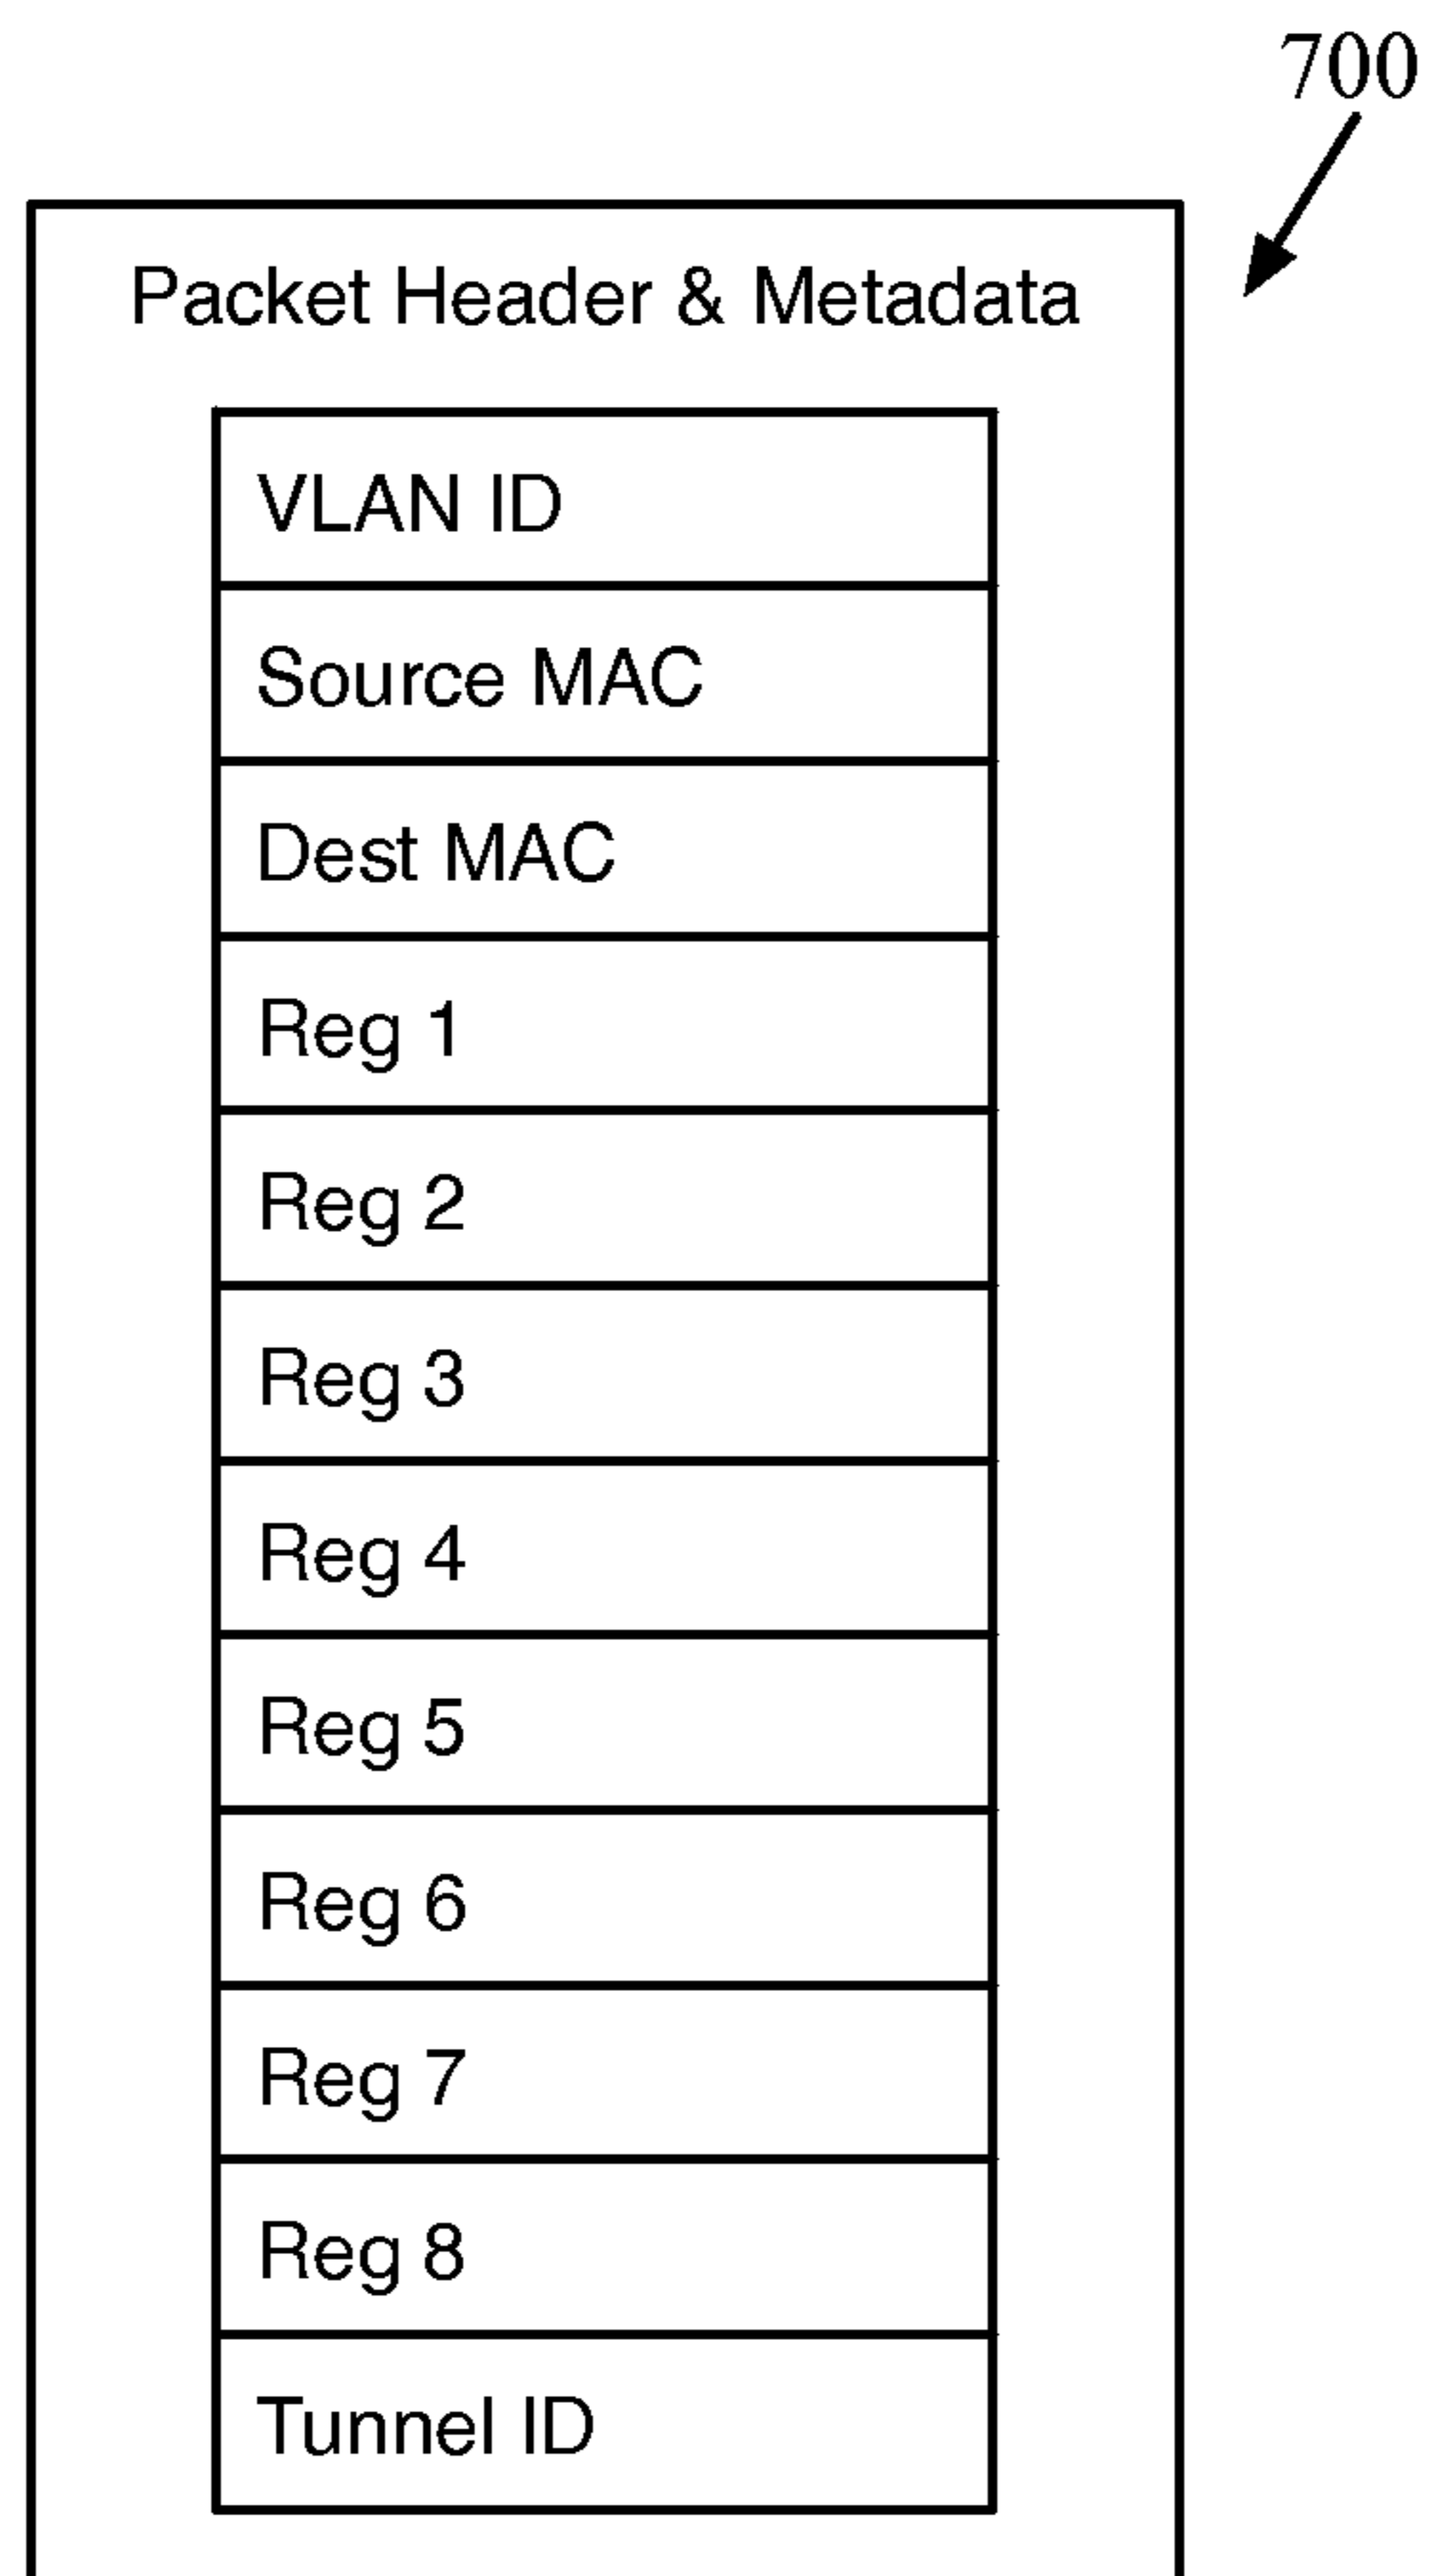 700
Packet Header & Metadata
VLAN ID
Source MAC
Dest MAC
Reg 1
Reg 2
Reg 3
Reg 4
Reg 5
Reg 6
Reg 7
Reg 8
Tunnel ID